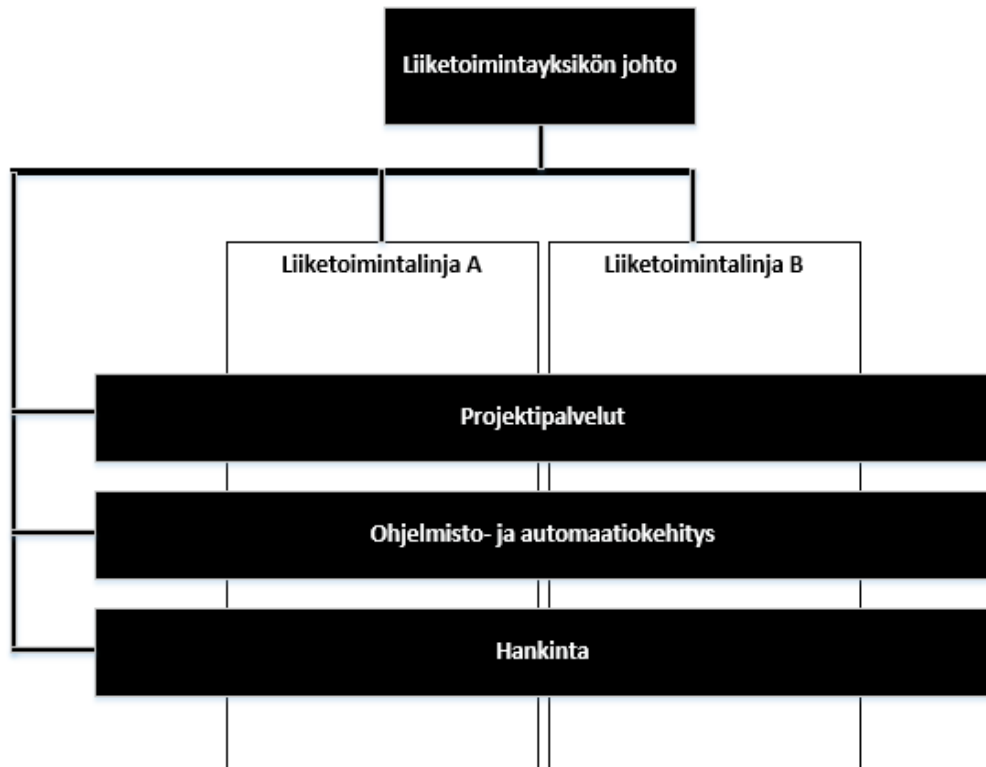 Liiketoimintayksikön johto
Liiketoimintalinja A
Liiketoimintalinja B
Projektipalvelut
Ohjelmisto- ja automaatiokehitys
Hankinta